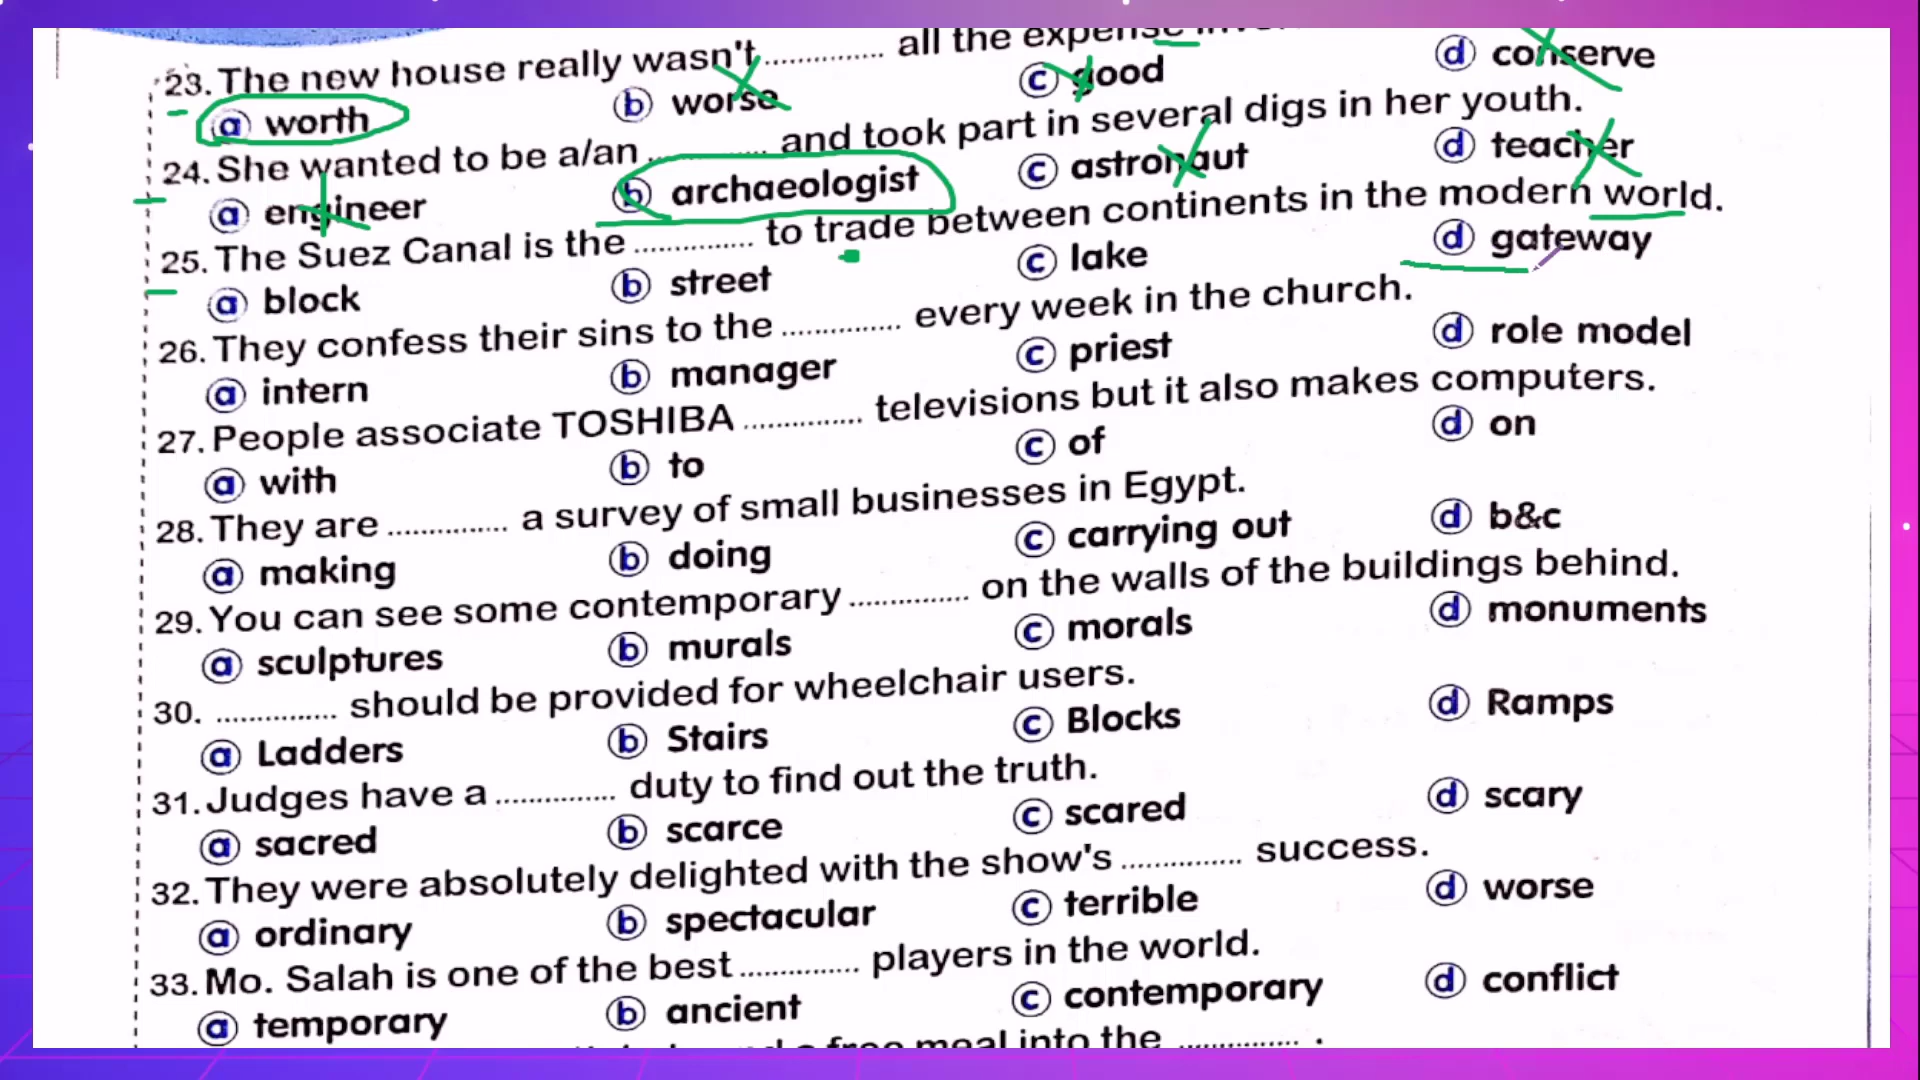 23. The new house really wasn't .............. all the expense
a worth b worse c good d conserve
24. She wanted to be a/an .............. and took part in several digs in her youth.
a engineer b archaeologist c astronaut d teacher
25. The Suez Canal is the .............. to trade between continents in the modern world.
a block b street c lake d gateway
26. They confess their sins to the .............. every week in the church.
a intern b manager c priest d role model
27. People associate TOSHIBA .............. televisions but it also makes computers.
a with b to c of d on
28. They are .............. a survey of small businesses in Egypt.
a making b doing c carrying out d b&c
29. You can see some contemporary .............. on the walls of the buildings behind.
a sculptures b murals c morals d monuments
30. .............. should be provided for wheelchair users.
a Ladders b Stairs c Blocks d Ramps
31. Judges have a .............. duty to find out the truth.
a sacred b scarce c scared d scary
32. They were absolutely delighted with the show's .............. success.
a ordinary b spectacular c terrible d worse
33. Mo. Salah is one of the best .............. players in the world.
a temporary b ancient c contemporary d conflict
a free meal into the .............. .